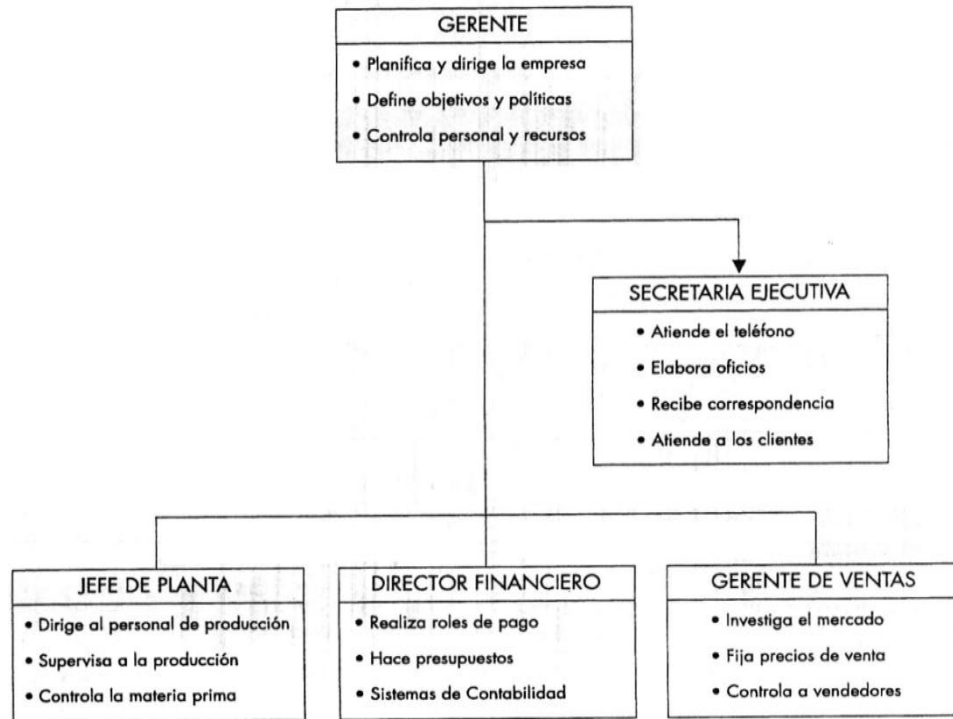 GERENTE
• Planifica y dirige la empresa
• Define objetivos y políticas
• Controla personal y recursos
SECRETARIA EJECUTIVA
• Atiende el teléfono
• Elabora oficios
• Recibe correspondencia
• Atiende a los clientes
JEFE DE PLANTA
• Dirige al personal de producción
• Supervisa a la producción
• Controla la materia prima
DIRECTOR FINANCIERO
• Realiza roles de pago
• Hace presupuestos
• Sistemas de Contabilidad
GERENTE DE VENTAS
• Investiga el mercado
• Fija precios de venta
• Controla a vendedores